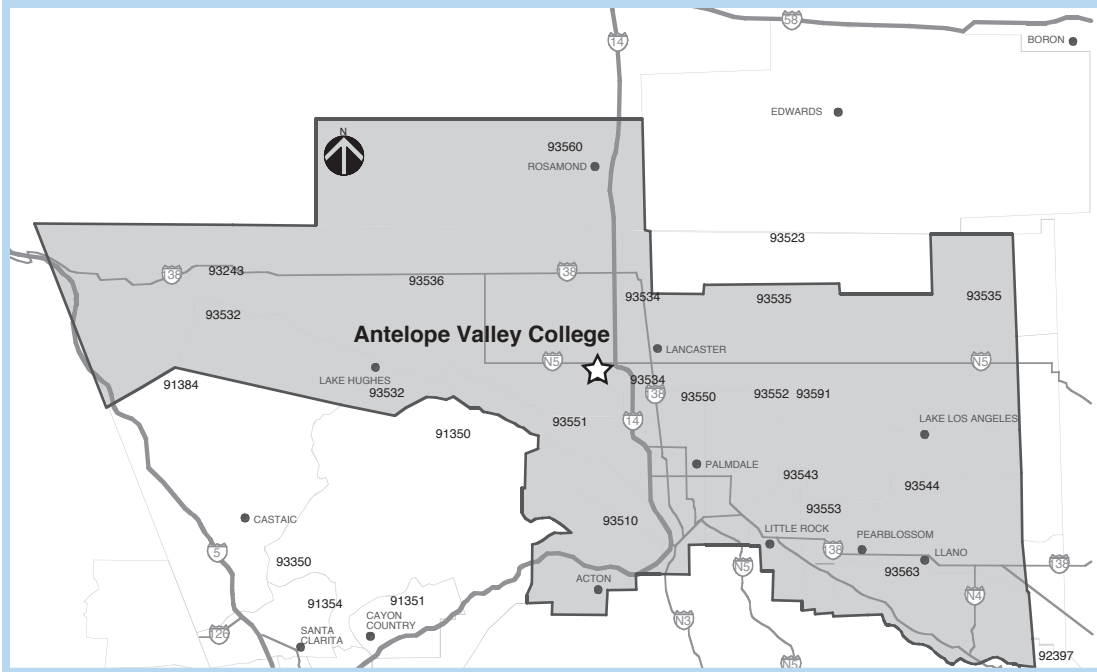 58
14
BORON
EDWARDS
N
93560
ROSAMOND
93523
138
93243
93536
138
93534
93535
93535
93532
Antelope Valley College
LANCASTER
N5
N5
LAKE HUGHES
91384
93532
93534
138
93550
93552
93591
93551
14
LAKE LOS ANGELES
91350
PALMDALE
93543
93544
93553
93510
CASTAIC
LITTLE ROCK
PEARBLOSSOM
138
LLANO
138
5
93350
N5
93563
ACTON
N4
91354
91351
CAYON
COUNTRY
N3
126
SANTA
CLARITA
N5
92397